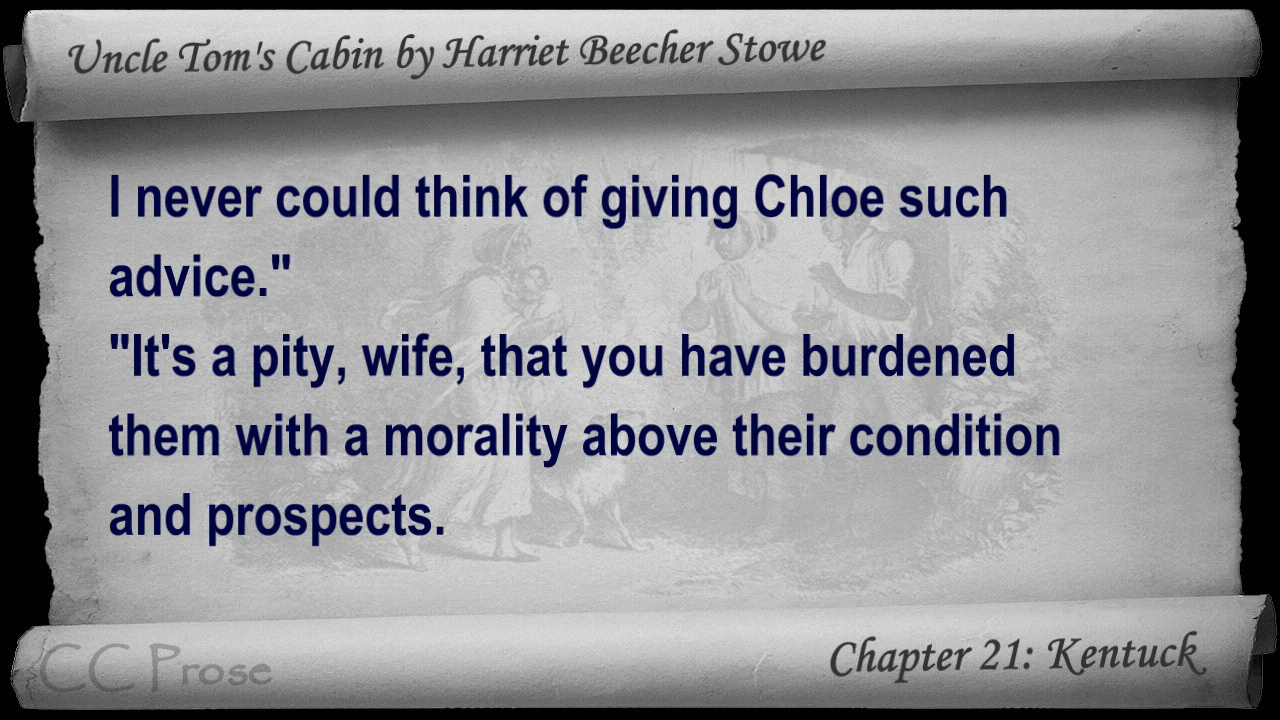 Uncle Tom's Cabin by Harriet Beecher Stowe
I never could think of giving Chloe such
advice."
"It's a pity, wife, that you have burdened
them with a morality above their condition
and prospects.
CC Prose
Chapter 21: Kentuck